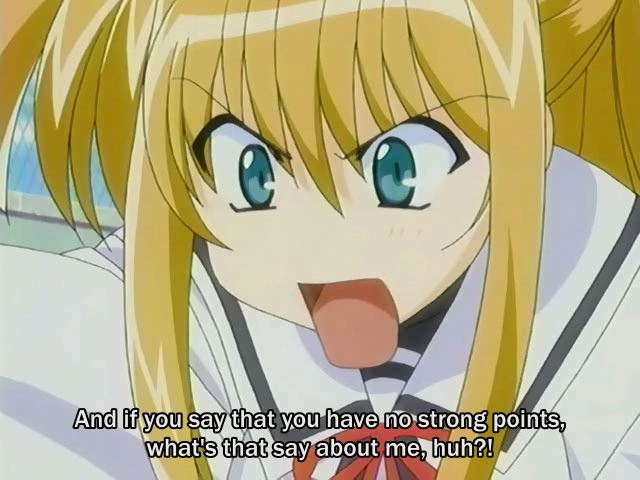 And if you say that you have no strong points,
what's that say about me, huh?!